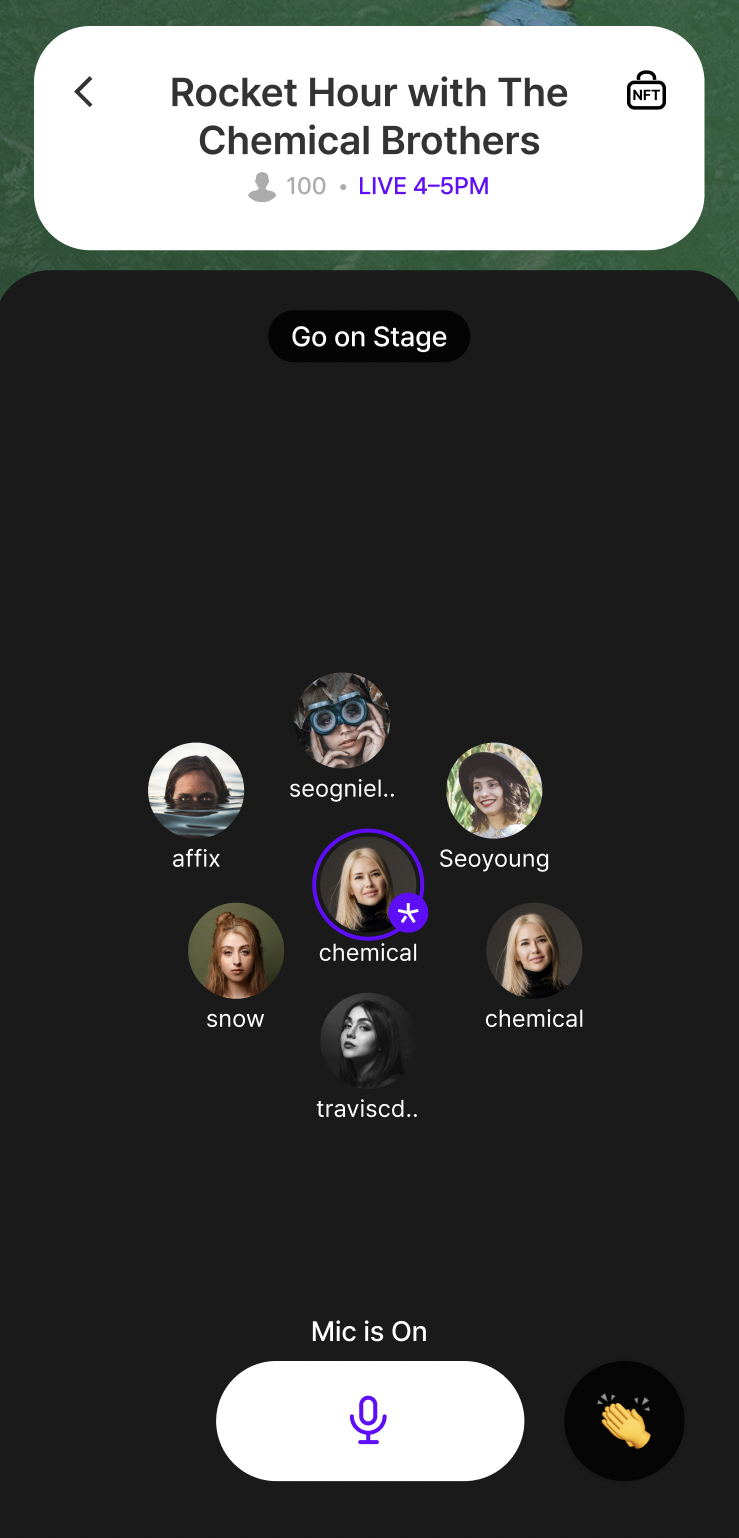 Rocket Hour with The
Chemical Brothers
NFT
100 • LIVE 4–5PM
Go on Stage
seogniel..
affix
Seoyoung
chemical
snow
chemical
traviscd..
Mic is On